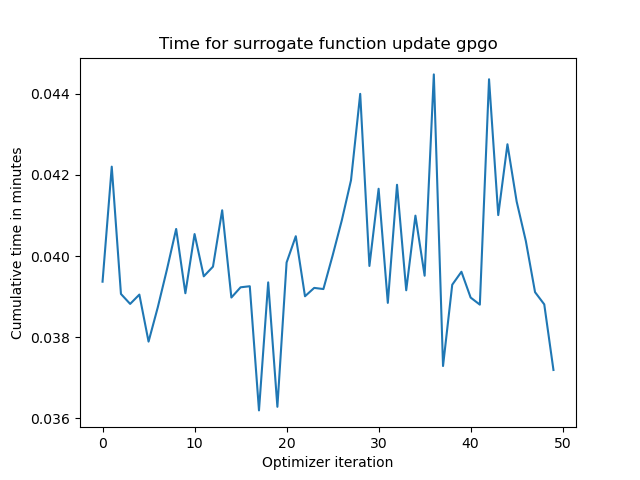 Time for surrogate function update gpgo
Cumulative time in minutes
0.044
0.042
0.040
0.038
0.036
0 10 20 30 40 50
Optimizer iteration